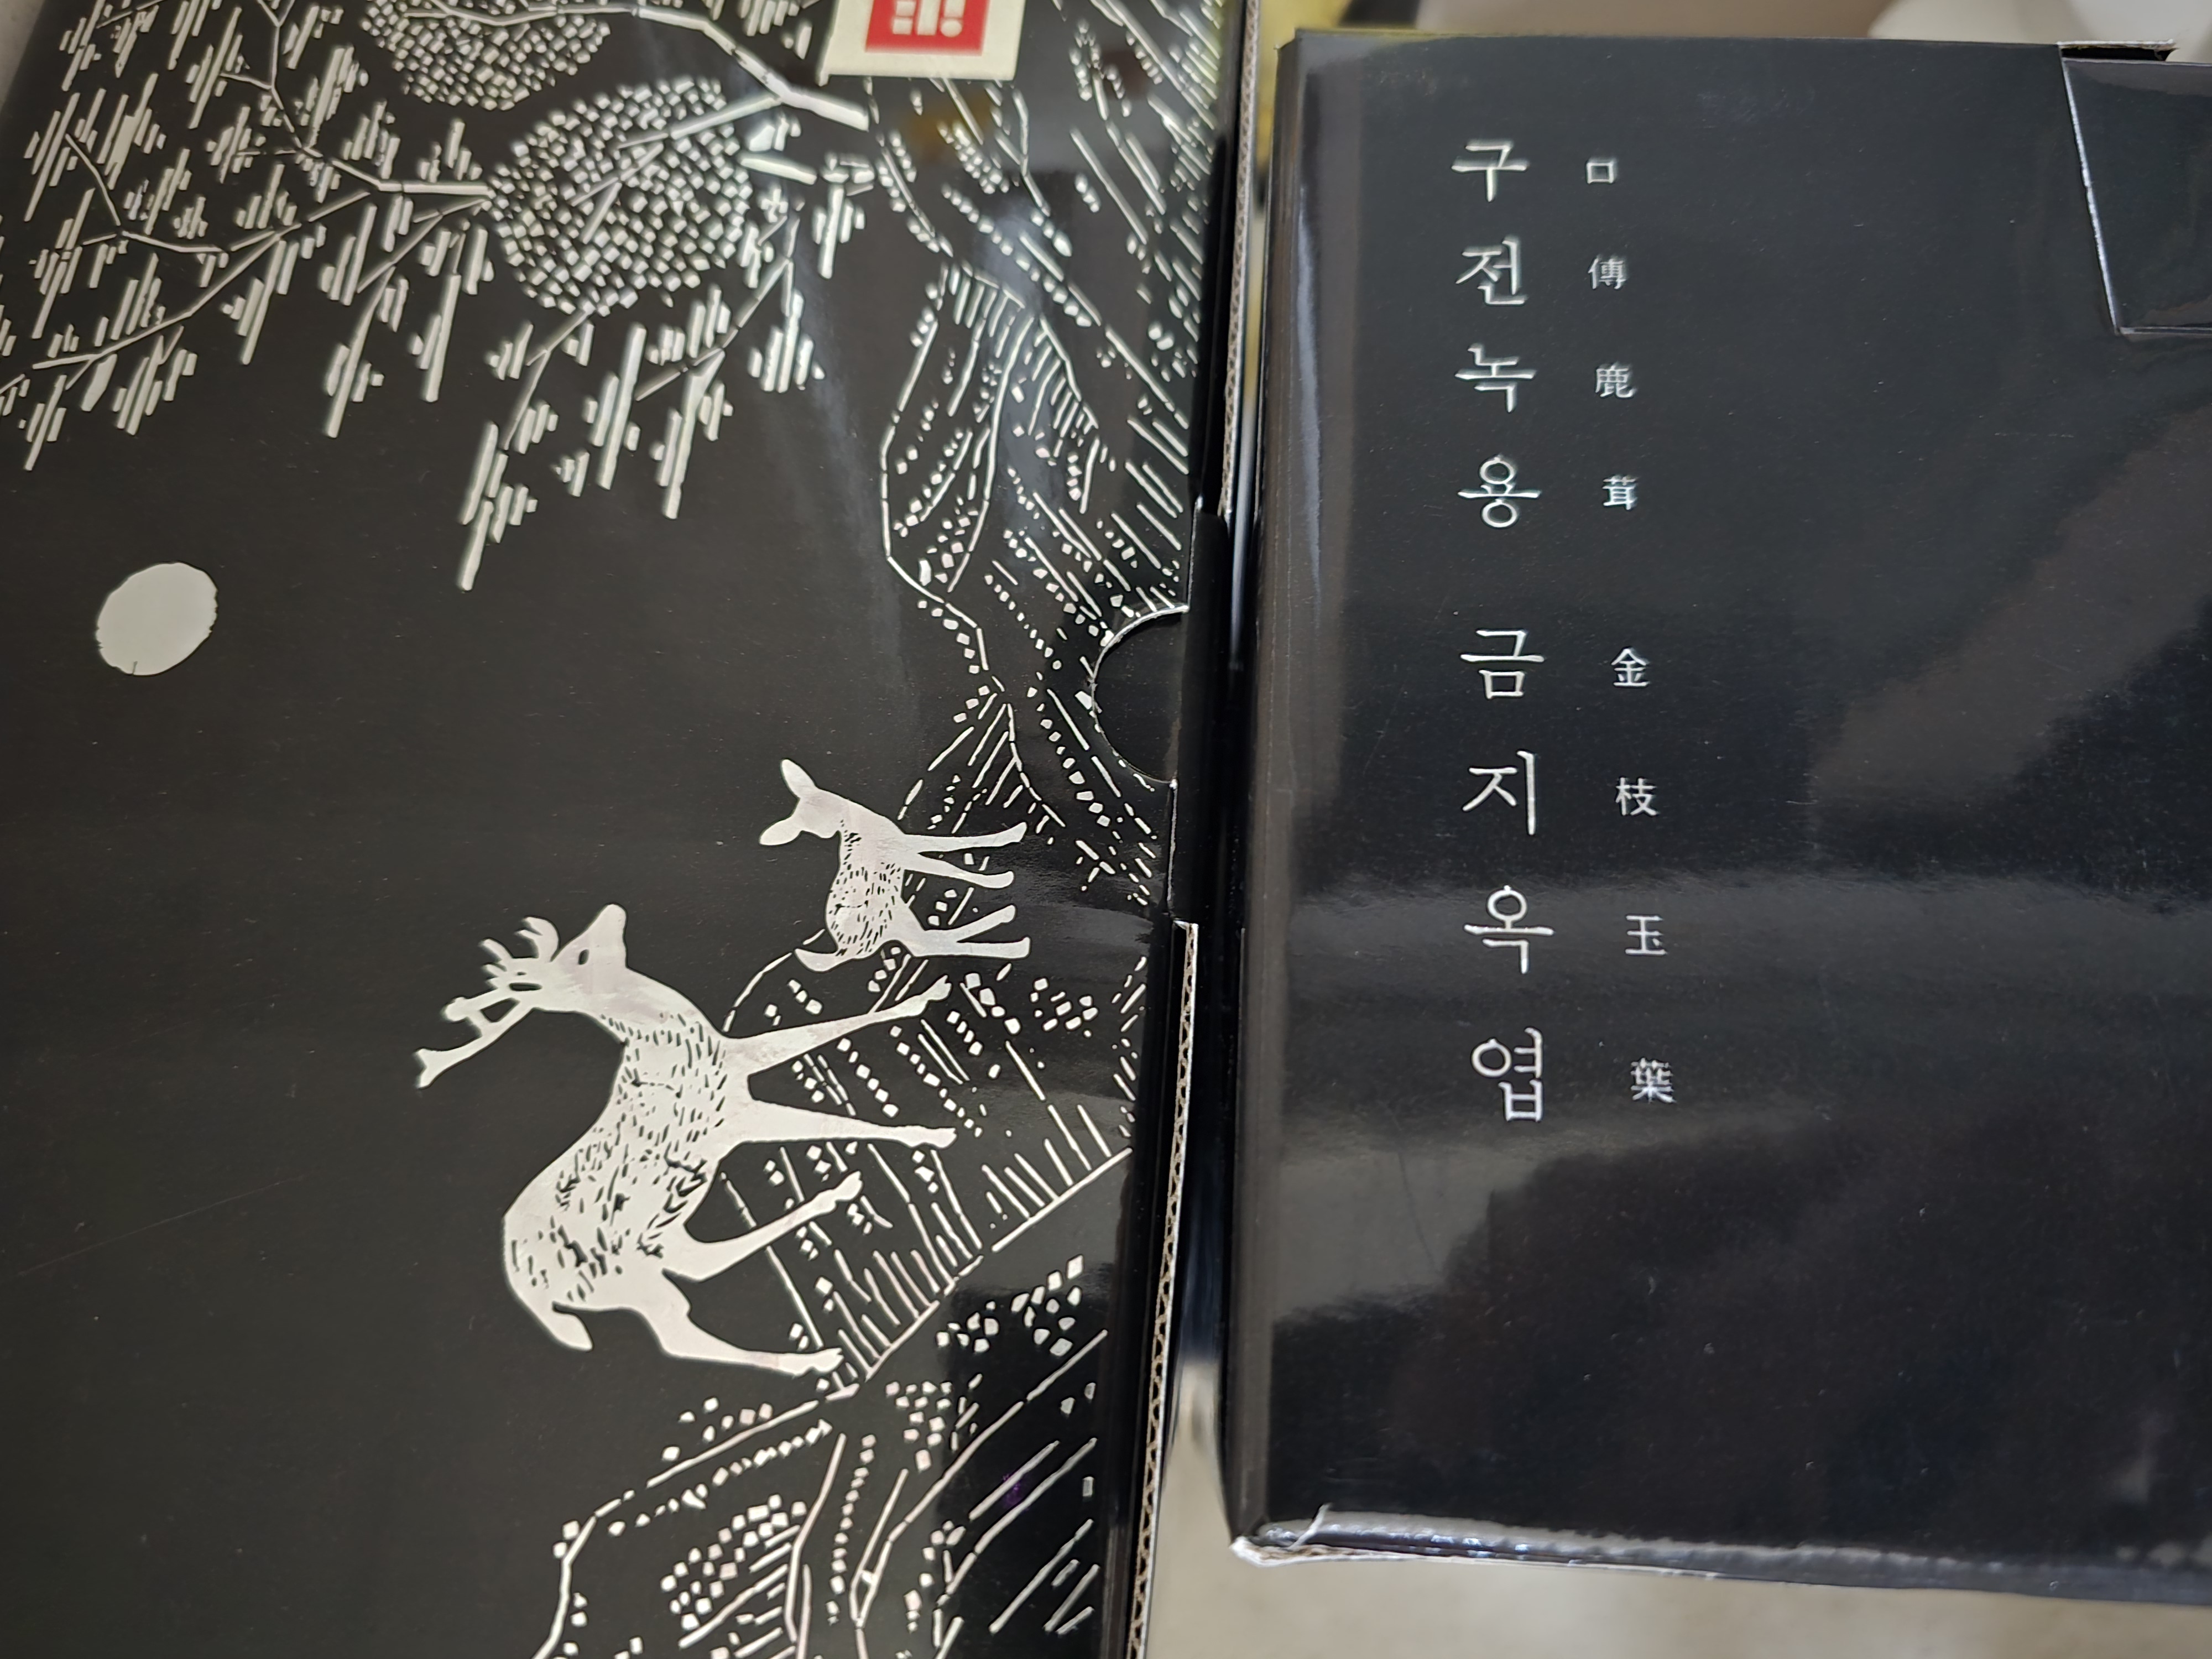 구전녹용 금지옥엽
口傳鹿茸 金枝玉葉